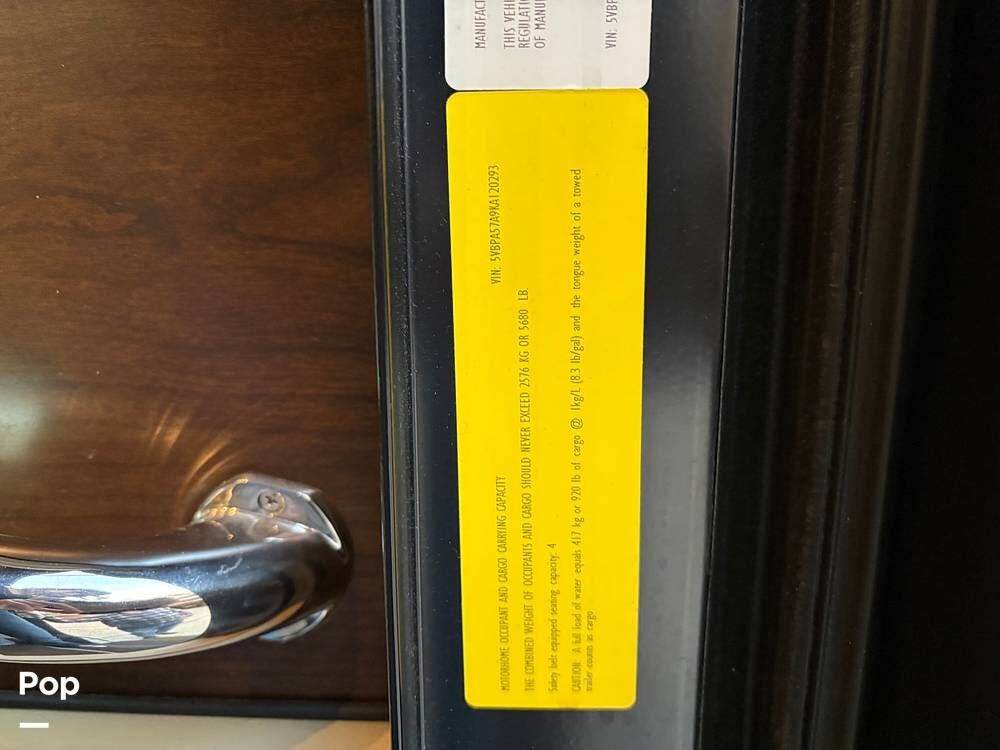 MANUFACT
THIS VEHI
REGULATI
OF MANU
VIN: 5VBP
MOTORHOME OCCUPANT AND CARGO CARRYING CAPACITY VIN: 5VBPA57A9KA120293
THE COMBINED WEIGHT OF OCCUPANTS AND CARGO SHOULD NEVER EXCEED 2576 KG OR 5680 LB
Safety belt equipped seating capacity: 4
CAUTION: A full load of water equals 417 kg or 920 lb of cargo @ 1kg/L (8.3 lb/gal) and the tongue weight of a towed
trailer counts as cargo
Pop